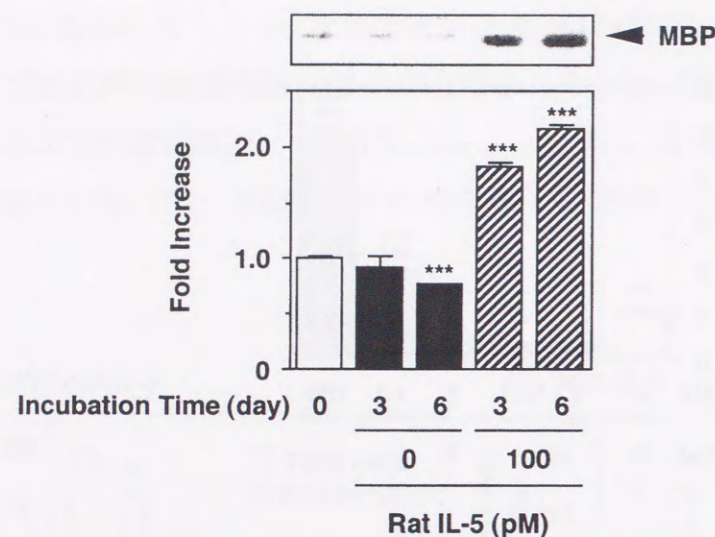 MBP
***
***
***
2.0
1.0
0
Fold Increase
Incubation Time (day) 0 3 6 3 6
0 100
Rat IL-5 (pM)